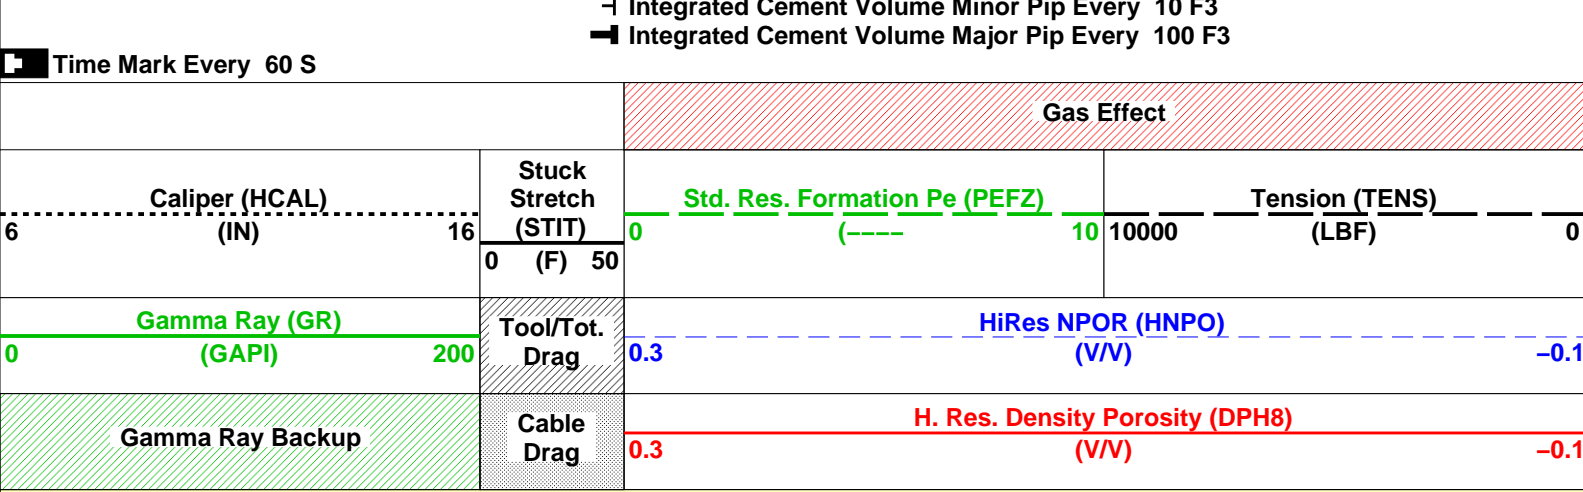 Integrated Cement Volume Minor Pip Every 10 F3
Integrated Cement Volume Major Pip Every 100 F3
Time Mark Every 60 S
Gas Effect
Caliper (HCAL)
6 (IN) 16
Stuck
Stretch
(STIT)
0 (F) 50
Std. Res. Formation Pe (PEFZ)
0 (−−−− 10
Tension (TENS)
10000 (LBF) 0
Gamma Ray (GR)
0 (GAPI) 200
Tool/Tot.
Drag
HiRes NPOR (HNPO)
0.3 (V/V) −0.1
Gamma Ray Backup
Cable
Drag
H. Res. Density Porosity (DPH8)
0.3 (V/V) −0.1